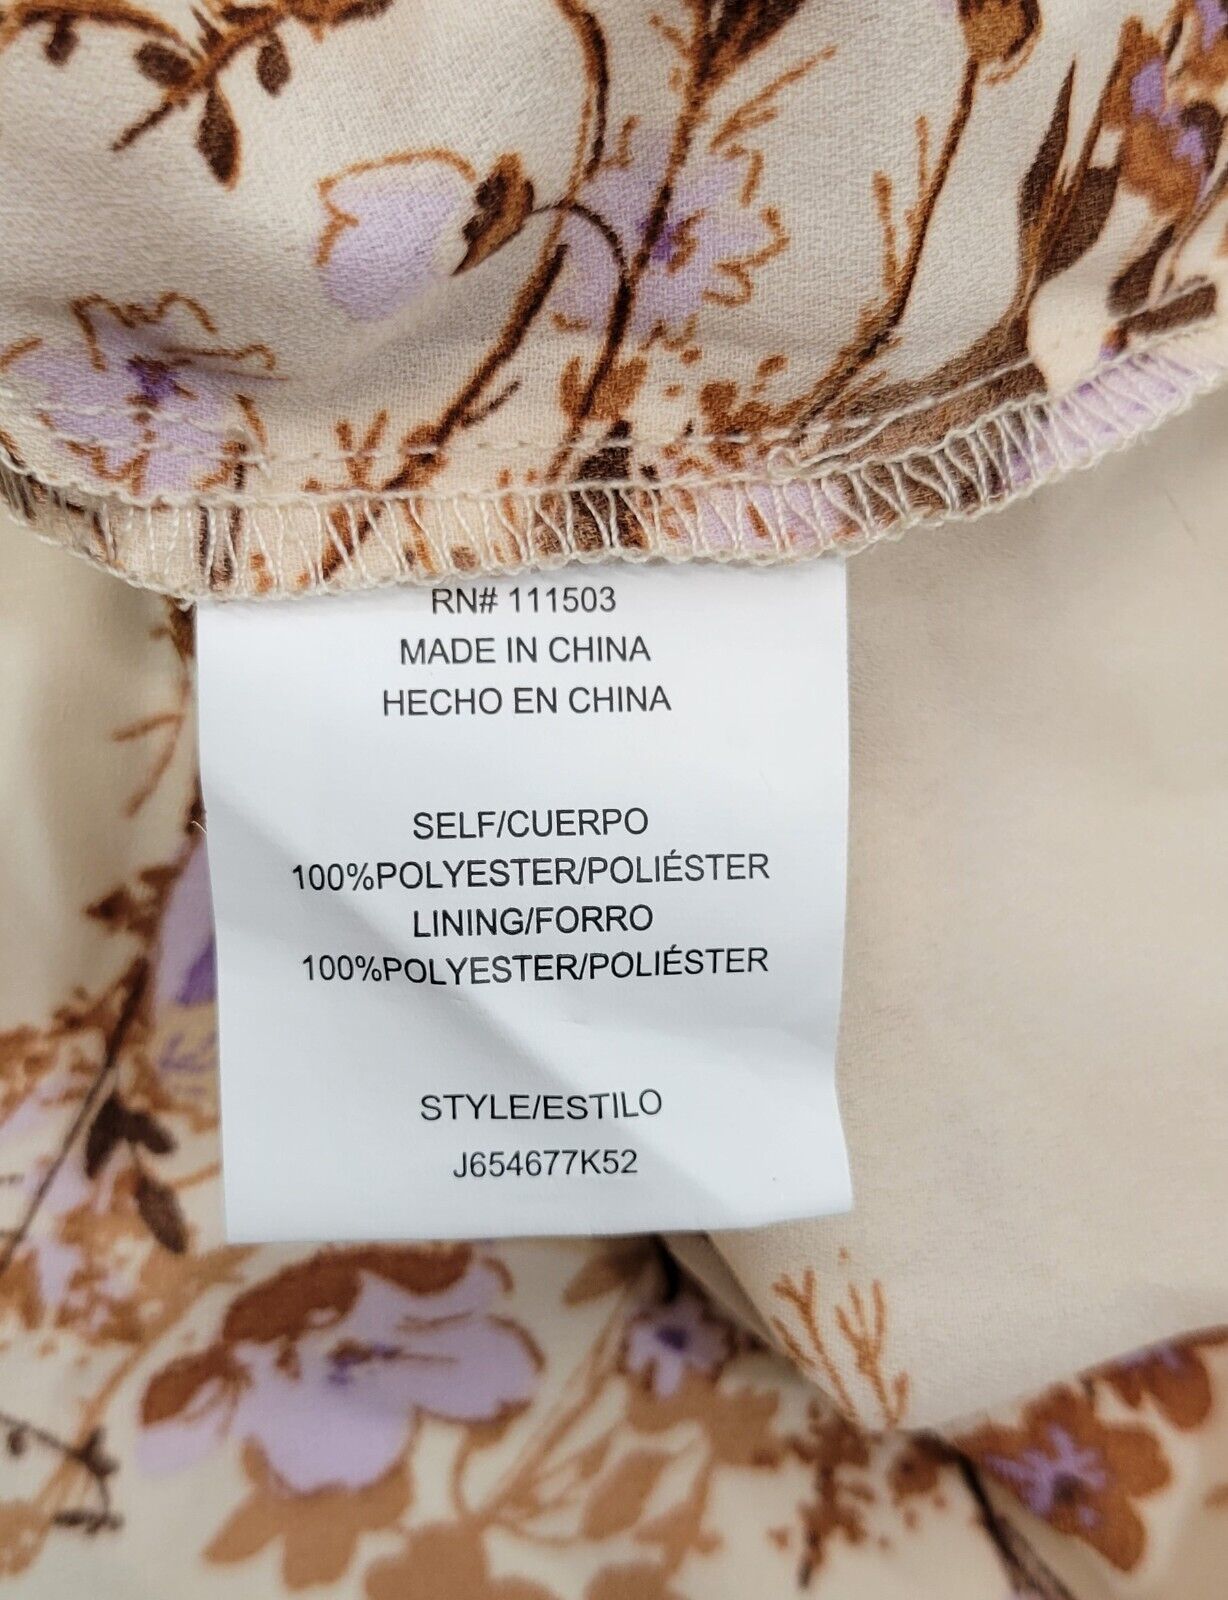 RN# 111503
MADE IN CHINA
HECHO EN CHINA
SELF/CUERPO
100%POLYESTER/POLIÉSTER
LINING/FORRO
100%POLYESTER/POLIÉSTER
STYLE/ESTILO
J654677K52